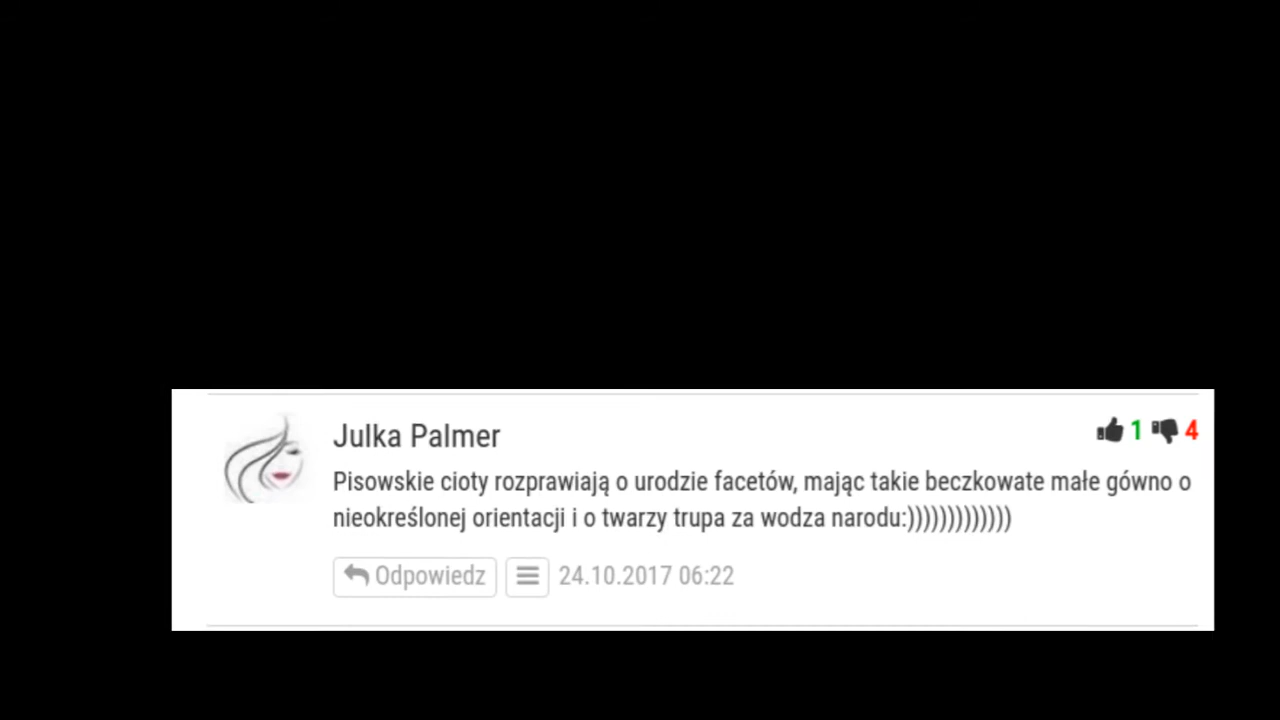 Julka Palmer
1 4
Pisowskie cioty rozprawiają o urodzie facetów, mając takie beczkowate małe gówno o
nieokreślonej orientacji i o twarzy trupa za wodza narodu:)))))))))))))
Odpowiedz 24.10.2017 06:22